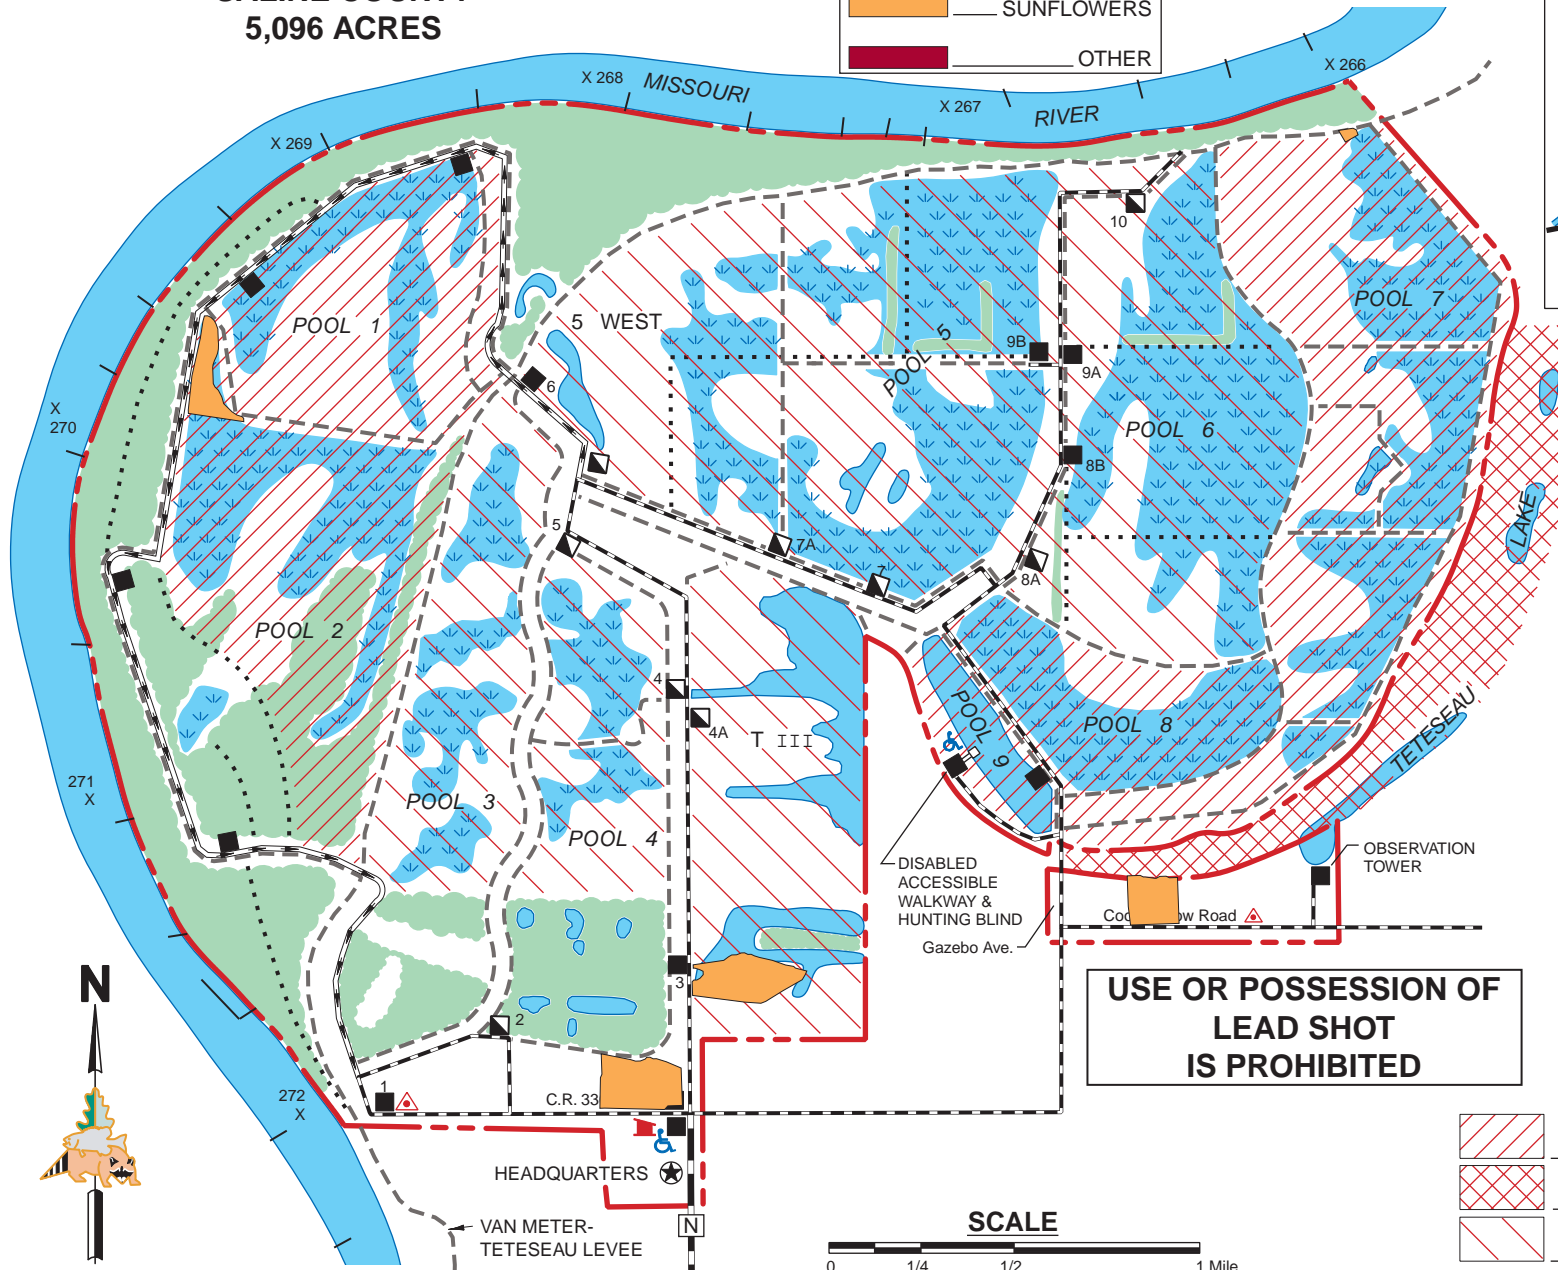 5,096 ACRES
SUNFLOWERS
OTHER
X 266
X 268
MISSOURI
X 267
RIVER
X 269
10
POOL 7
POOL 1
5 WEST
POOL 5
9B
9A
6
X
270
POOL 6
8B
LAKE
5
7A
7
8A
POOL 2
4
4A
T III
POOL 9
POOL 8
TETESEAU
271
X
POOL 3
POOL 4
DISABLED
ACCESSIBLE
WALKWAY &
HUNTING BLIND
OBSERVATION
TOWER
Road
Gazebo Ave.
3
N
2
USE OR POSSESSION OF
LEAD SHOT
IS PROHIBITED
272
X
1
C.R. 33
HEADQUARTERS
N
VAN METER-
TETESEAU LEVEE
SCALE
0 1/4 1/2 1 Mile